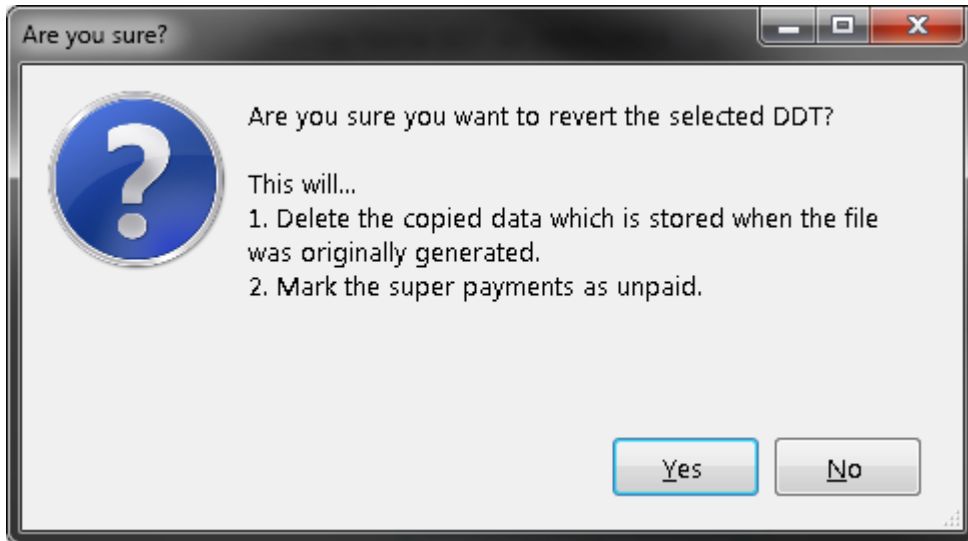 Are you sure?
Are you sure you want to revert the selected DDT?
This will...
1. Delete the copied data which is stored when the file
was originally generated.
2. Mark the super payments as unpaid.
Yes
No